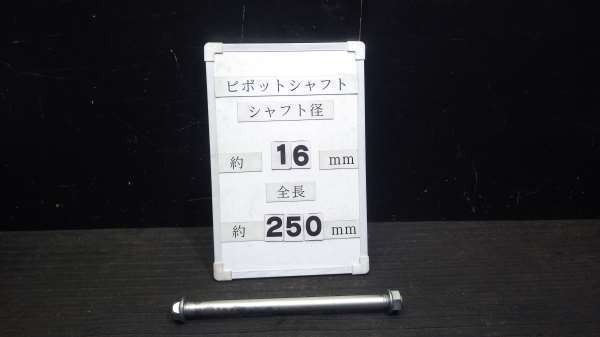 ピポットシャフト
シャフト径
約 16 mm
全長
約 250 mm